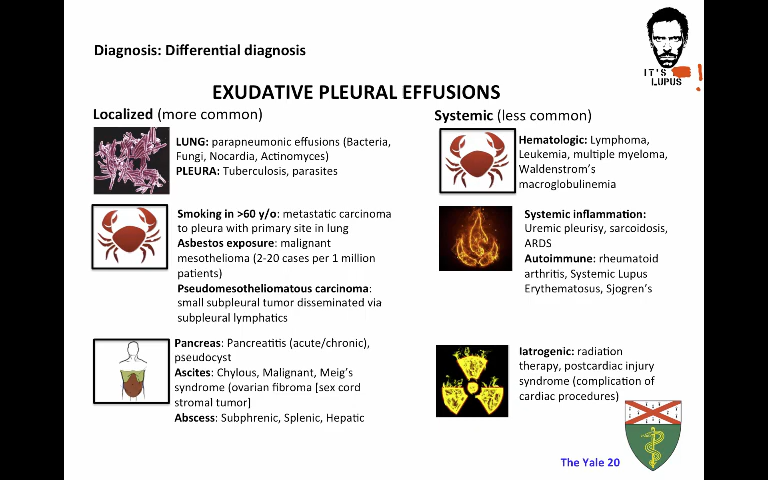 Diagnosis: Differential diagnosis
IT'S
LUPUS !
EXUDATIVE PLEURAL EFFUSIONS
Localized (more common)
LUNG: parapneumonic effusions (Bacteria,
Fungi, Nocardia, Actinomyces)
PLEURA: Tuberculosis, parasites
Smoking in >60 y/o: metastatic carcinoma
to pleura with primary site in lung
Asbestos exposure: malignant
mesothelioma (2-20 cases per 1 million
patients)
Pseudomesotheliomatous carcinoma:
small subpleural tumor disseminated via
subpleural lymphatics
Pancreas: Pancreatitis (acute/chronic),
pseudocyst
Ascites: Chylous, Malignant, Meig's
syndrome (ovarian fibroma [sex cord
stromal tumor]
Abscess: Subphrenic, Splenic, Hepatic
Systemic (less common)
Hematologic: Lymphoma,
Leukemia, multiple myeloma,
Waldenstrom's
macroglobulinemia
Systemic inflammation:
Uremic pleurisy, sarcoidosis,
ARDS
Autoimmune: rheumatoid
arthritis, Systemic Lupus
Erythematosus, Sjogren's
Iatrogenic: radiation
therapy, postcardiac injury
syndrome (complication of
cardiac procedures)
The Yale 20